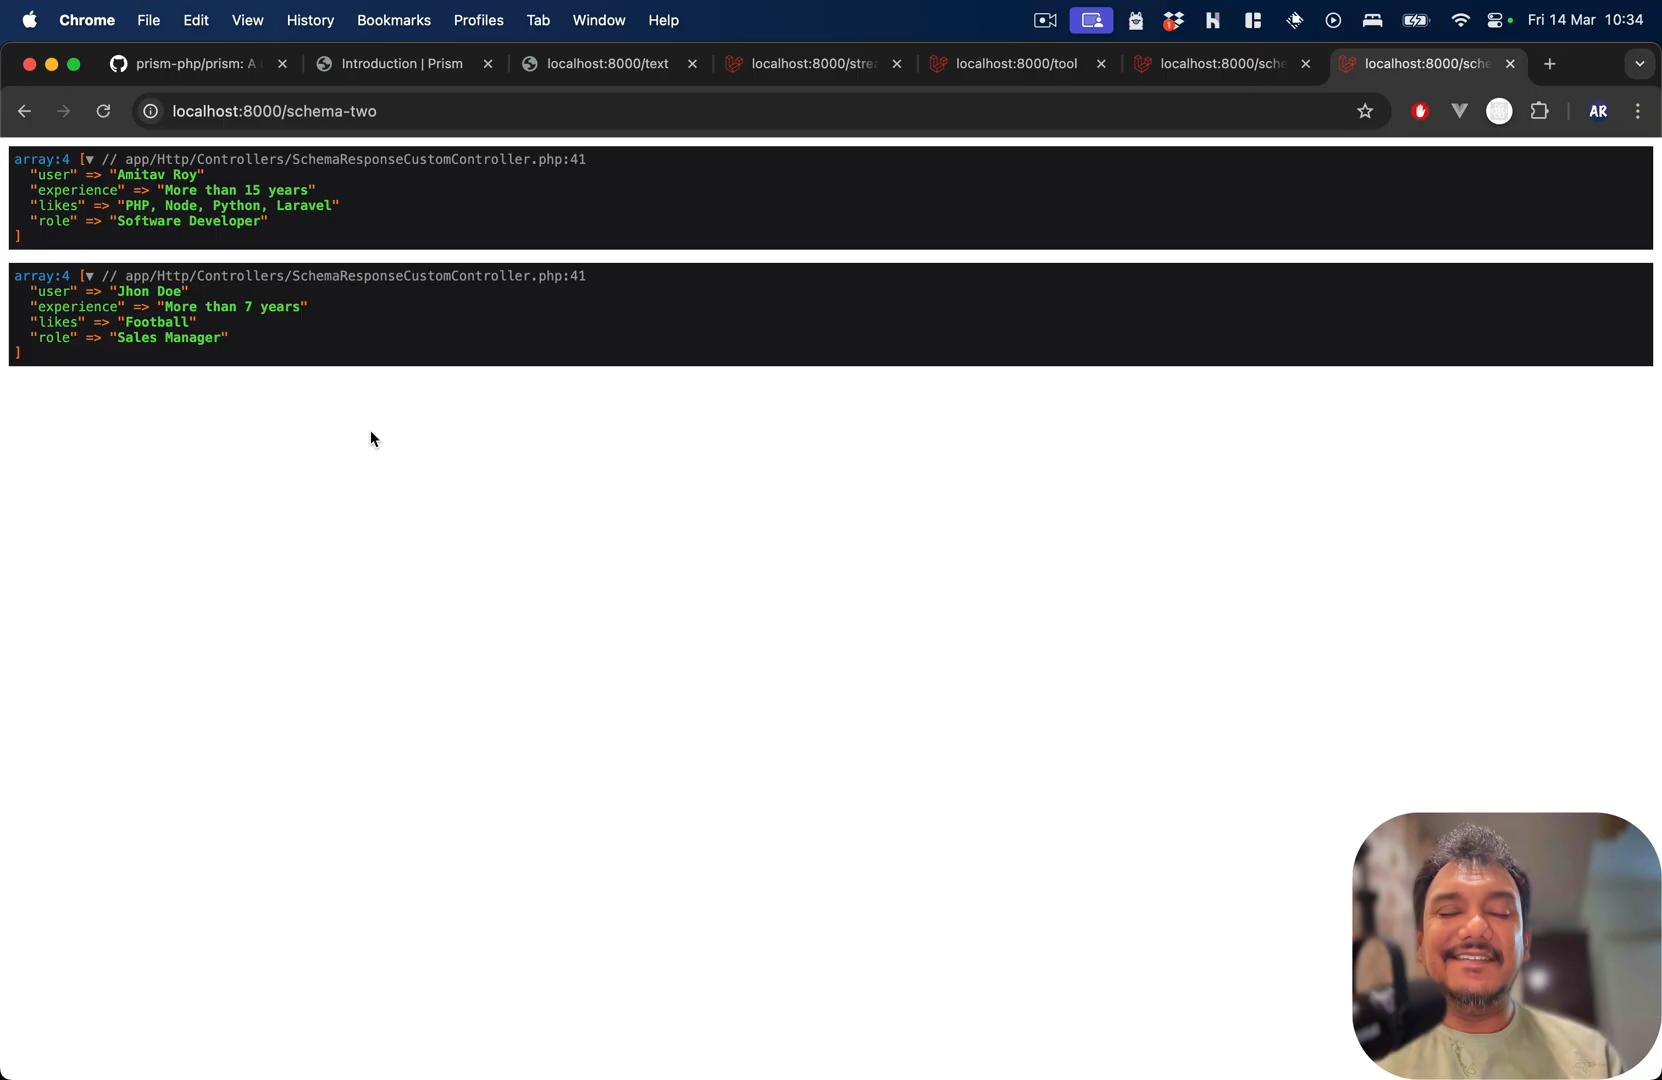 Chrome File Edit View History Bookmarks Profiles Tab Window Help Fri 14 Mar 10:34
prism-php/prism: A Introduction | Prism localhost:8000/text localhost:8000/strea localhost:8000/tool localhost:8000/sche localhost:8000/sche
localhost:8000/schema-two AR
array:4 [▼ // app/Http/Controllers/SchemaResponseCustomController.php:41
"user" => "Amitav Roy"
"experience" => "More than 15 years"
"likes" => "PHP, Node, Python, Laravel"
"role" => "Software Developer"
]
array:4 [▼ // app/Http/Controllers/SchemaResponseCustomController.php:41
"user" => "Jhon Doe"
"experience" => "More than 7 years"
"likes" => "Football"
"role" => "Sales Manager"
]